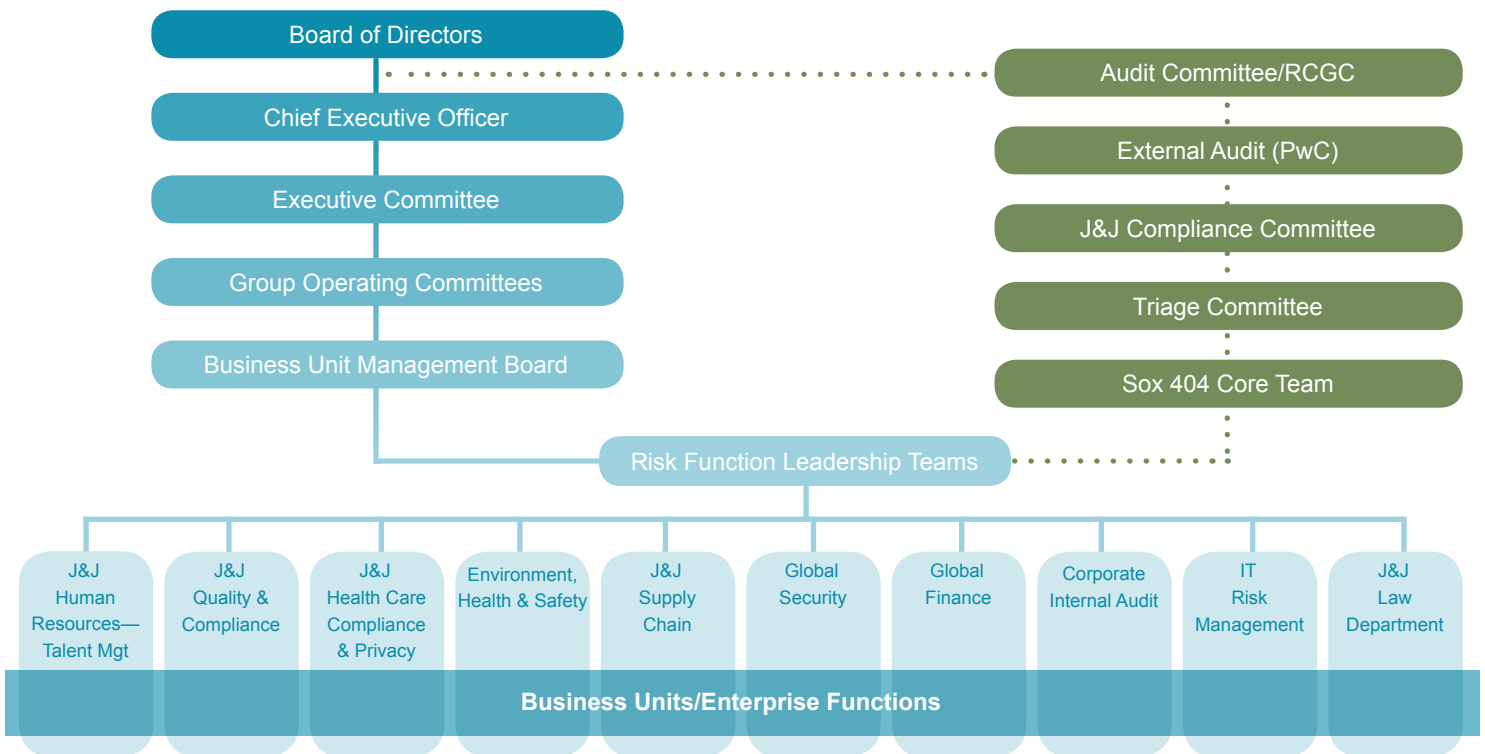 Board of Directors
Chief Executive Officer
Executive Committee
Group Operating Committees
Business Unit Management Board
Audit Committee/RCGC
External Audit (PwC)
J&J Compliance Committee
Triage Committee
Sox 404 Core Team
Risk Function Leadership Teams
J&J
Human
Resources—
Talent Mgt
J&J
Quality &
Compliance
J&J
Health Care
Compliance
& Privacy
Environment,
Health & Safety
J&J
Supply
Chain
Global
Security
Global
Finance
Corporate
Internal Audit
IT
Risk
Management
J&J
Law
Department
Business Units/Enterprise Functions